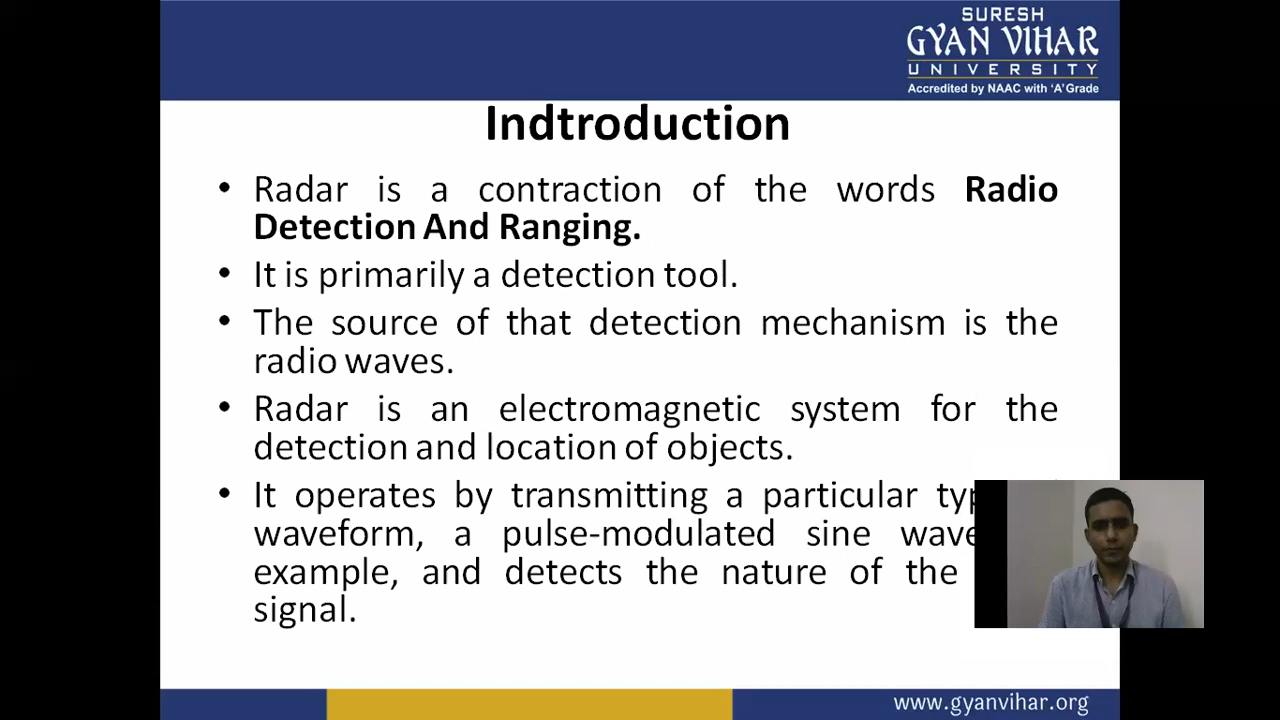 SURESH
GYAN VIHAR
UNIVERSITY
Accredited by NAAC with 'A' Grade
Indtroduction
• Radar is a contraction of the words Radio
Detection And Ranging.
• It is primarily a detection tool.
• The source of that detection mechanism is the
radio waves.
• Radar is an electromagnetic system for the
detection and location of objects.
• It operates by transmitting a particular
waveform, a pulse-modulated sine
example, and detects the nature of the
signal.
www.gyanvihar.org